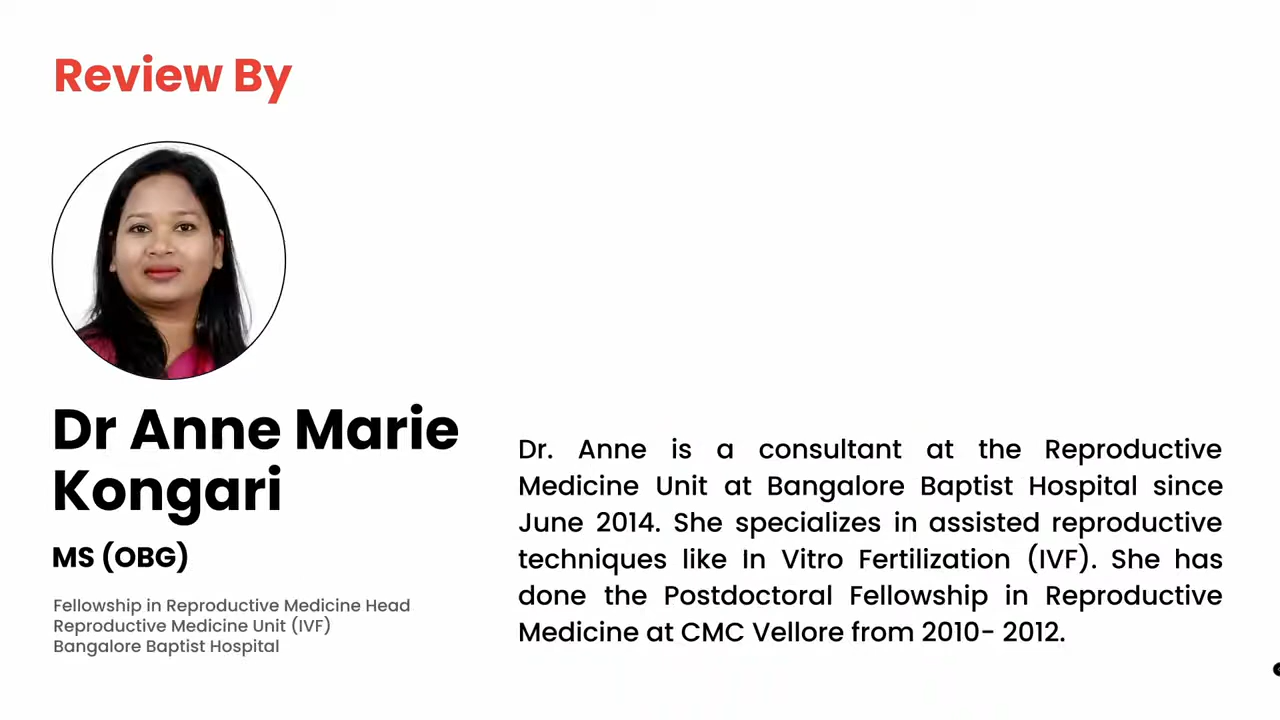 Review By
Dr Anne Marie
Kongari
MS (OBG)
Fellowship in Reproductive Medicine Head
Reproductive Medicine Unit (IVF)
Bangalore Baptist Hospital
Dr. Anne is a consultant at the Reproductive
Medicine Unit at Bangalore Baptist Hospital since
June 2014. She specializes in assisted reproductive
techniques like In Vitro Fertilization (IVF). She has
done the Postdoctoral Fellowship in Reproductive
Medicine at CMC Vellore from 2010- 2012.